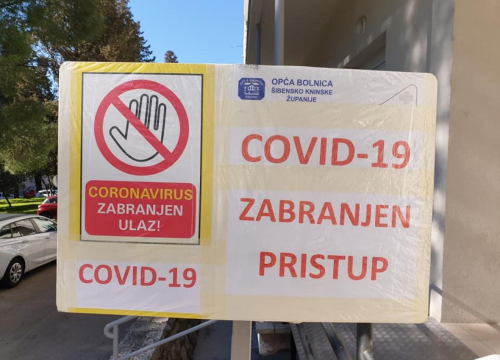 OPĆA BOLNICA
ŠIBENSKO KNINSKE
ŽUPANIJE
CORONAVIRUS
ZABRANJEN
ULAZ!
COVID-19
COVID-19
ZABRANJEN
PRISTUP